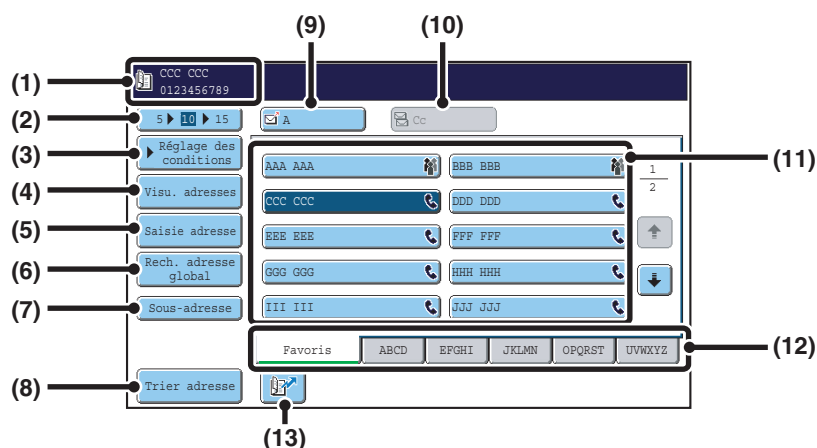 (9) (10)
(1) CCC CCC
0123456789
(2) 5 10 15 A Cc
(3) Réglage des
conditions
AAA AAA BBB BBB 1 (11)
2
(4) Visu. adresses CCC CCC DDD DDD
(5) Saisie adresse EEE EEE FFF FFF
(6) Rech. adresse
global
GGG GGG HHH HHH
(7) Sous-adresse III III JJJ JJJ
Favoris ABCD EFGHI JKLMN OPQRST UVWXYZ (12)
(8) Trier adresse
(13)